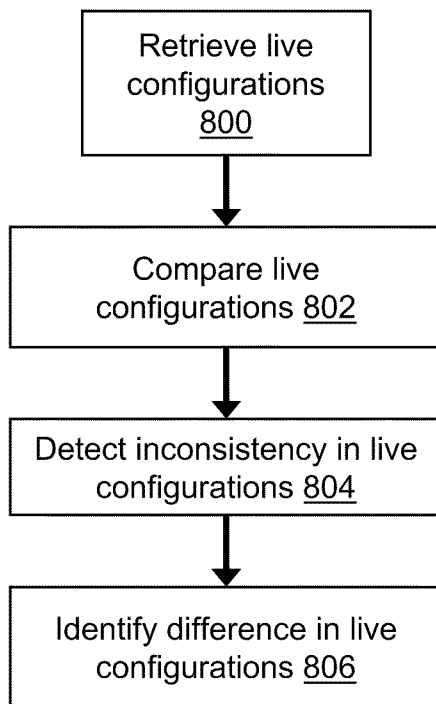 Retrieve live
configurations
800
Compare live
configurations 802
Detect inconsistency in live
configurations 804
Identify difference in live
configurations 806